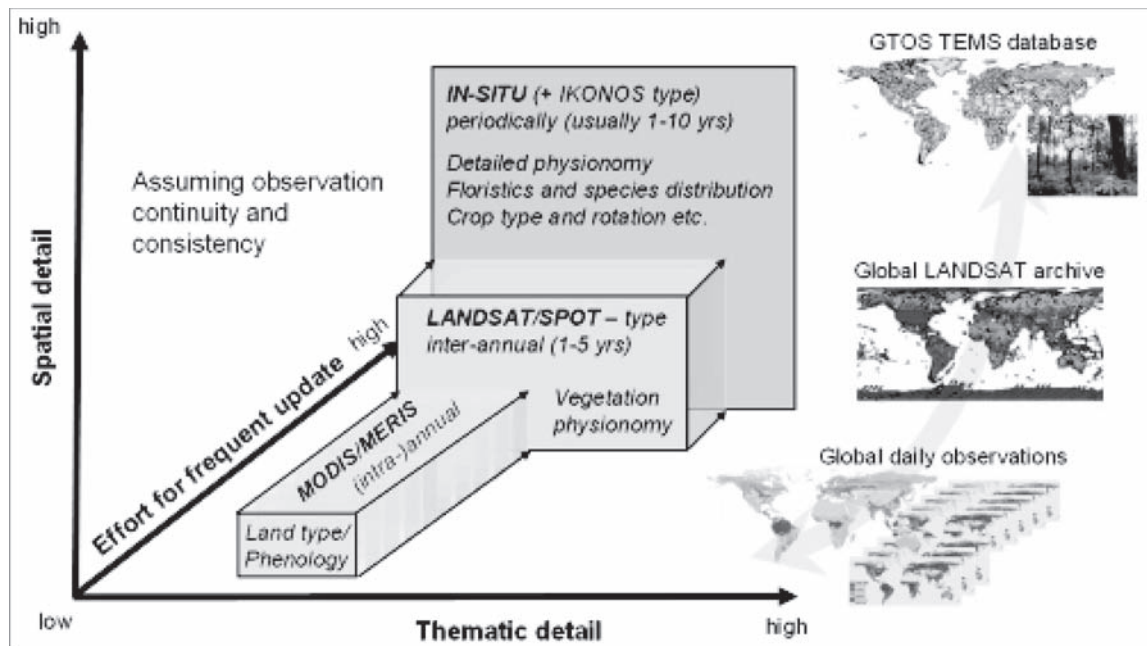 high
GTOS TEMS database
IN-SITU (+ IKONOS type)
periodically (usually 1-10 yrs)
Detailed physionomy
Floristics and species distribution
Crop type and rotation etc.
Assuming observation
continuity and
consistency
Spatial detail
Global LANDSAT archive
LANDSAT/SPOT – type
inter-annual (1-5 yrs)
Vegetation
physionomy
high
Effort for frequent update
MODIS/MERIS
(intra-)annual
Land type/
Phenology
Global daily observations
low
Thematic detail
high